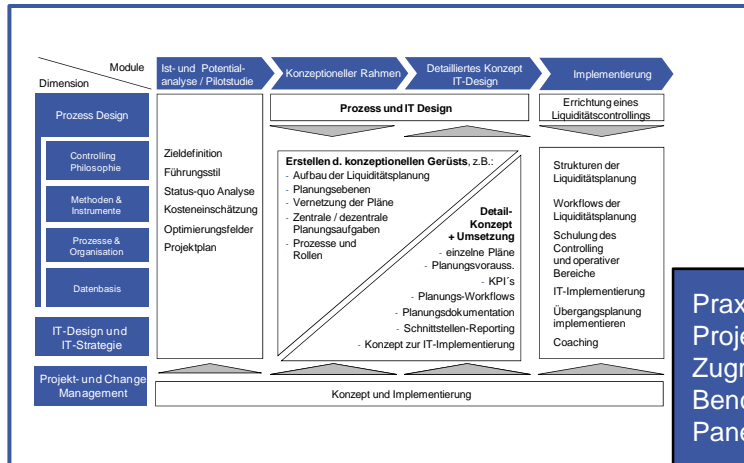 Module
Dimension
Ist- und Potential-
analyse / Pilotstudie
Konzeptioneller Rahmen
Detailliertes Konzept
IT-Design
Implementierung
Prozess Design
Prozess und IT Design
Errichtung eines
Liquiditätscontrollings
Controlling
Philosophie
Methoden &
Instrumente
Prozesse &
Organisation
Datenbasis
IT-Design und
IT-Strategie
Projekt- und Change
Management
Zieldefinition
Führungsstil
Status-quo Analyse
Kosteneinschätzung
Optimierungsfelder
Projektplan
Erstellen d. konzeptionellen Gerüsts, z.B.:
- Aufbau der Liquiditätsplanung
- Planungsebenen
- Vernetzung der Pläne
- Zentrale / dezentrale
Planungsaufgaben
- Prozesse und
Rollen
Detail-
Konzept
+ Umsetzung
- einzelne Pläne
- Planungsvorauss.
- KPI´s
- Planungs-Workflows
- Planungsdokumentation
- Schnittstellen-Reporting
- Konzept zur IT-Implementierung
Strukturen der
Liquiditätsplanung
Workflows der
Liquiditätsplanung
Schulung des
Controlling
und operativer
Bereiche
IT-Implementierung
Übergangsplanung
implementieren
Coaching
Konzept und Implementierung